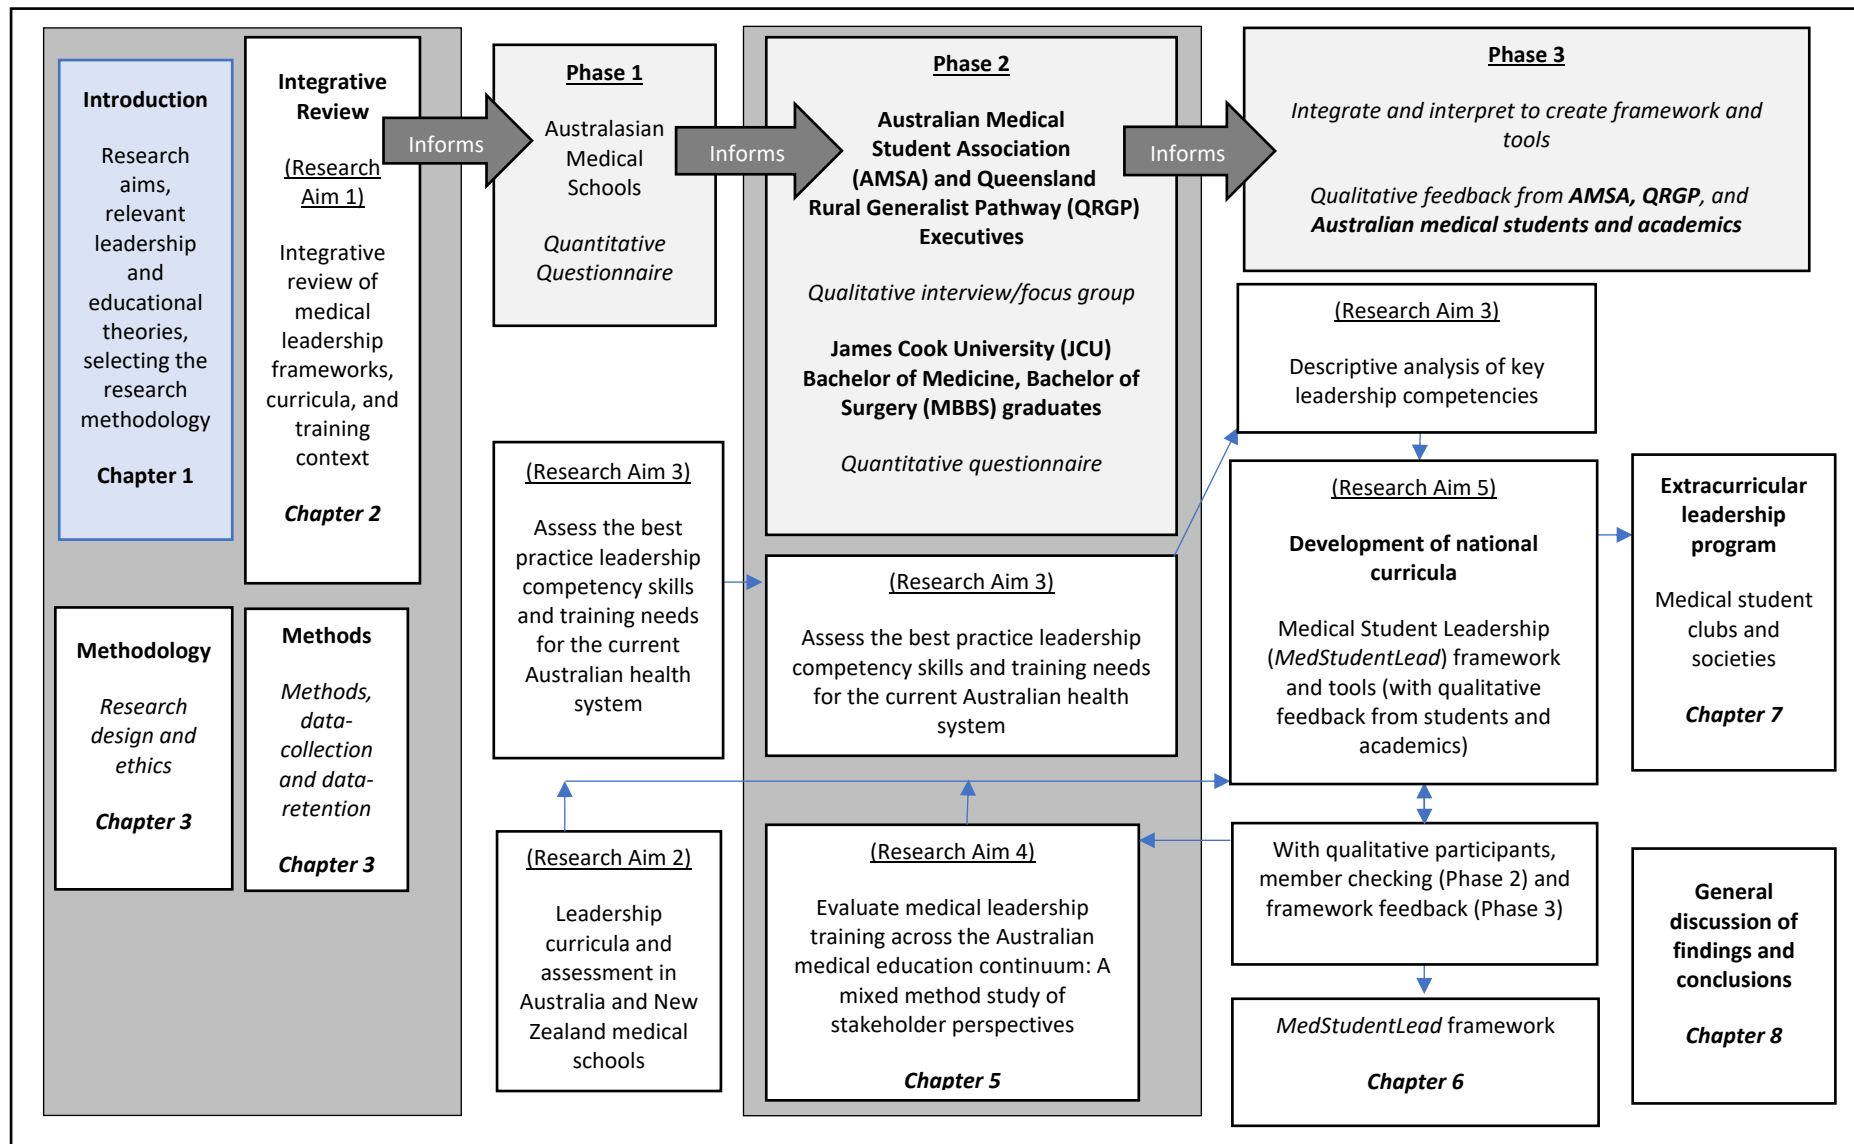 Introduction
Research
aims,
relevant
leadership
and
educational
theories,
selecting the
research
methodology
Chapter 1
Integrative
Review
(Research
Aim 1)
Integrative
review of
medical
leadership
frameworks,
curricula, and
training
context
Chapter 2
Methodology
Research
design and
ethics
Chapter 3
Methods
Methods,
data-
collection
and data-
retention
Chapter 3
Informs
Phase 1
Australasian
Medical
Schools
Quantitative
Questionnaire
(Research Aim 3)
Assess the best
practice leadership
competency skills
and training needs
for the current
Australian health
system
(Research Aim 2)
Leadership
curricula and
assessment in
Australia and New
Zealand medical
schools
Informs
Phase 2
Australian Medical
Student Association
(AMSA) and Queensland
Rural Generalist Pathway (QRGP)
Executives
Qualitative interview/focus group
James Cook University (JCU)
Bachelor of Medicine, Bachelor of
Surgery (MBBS) graduates
Quantitative questionnaire
(Research Aim 3)
Assess the best practice leadership
competency skills and training needs
for the current Australian health
system
(Research Aim 4)
Evaluate medical leadership
training across the Australian
medical education continuum: A
mixed method study of
stakeholder perspectives
Chapter 5
Informs
Phase 3
Integrate and interpret to create framework and
tools
Qualitative feedback from AMSA, QRGP, and
Australian medical students and academics
(Research Aim 3)
Descriptive analysis of key
leadership competencies
(Research Aim 5)
Development of national
curricula
Medical Student Leadership
(MedStudentLead) framework
and tools (with qualitative
feedback from students and
academics)
With qualitative participants,
member checking (Phase 2) and
framework feedback (Phase 3)
MedStudentLead framework
Chapter 6
Extracurricular
leadership
program
Medical student
clubs and
societies
Chapter 7
General
discussion of
findings and
conclusions
Chapter 8